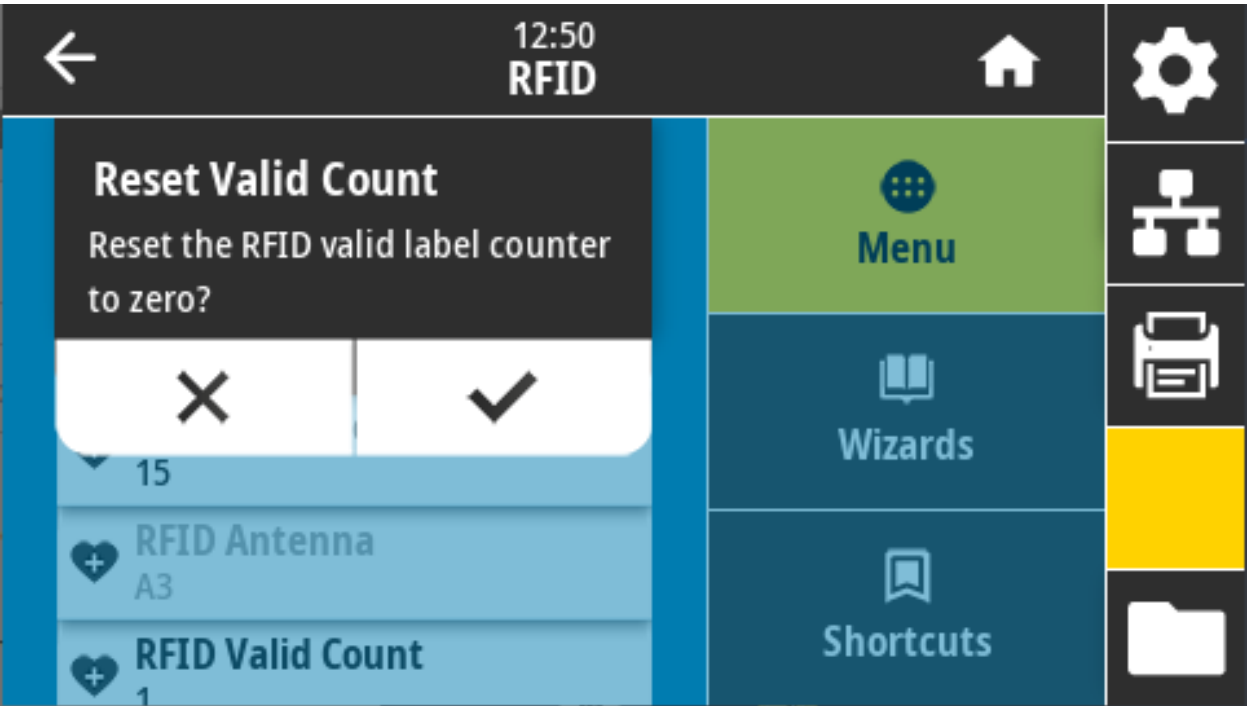 12:50
RFID
Reset Valid Count
Reset the RFID valid label counter
to zero?
15
RFID Antenna
A3
RFID Valid Count
1
Menu
Wizards
Shortcuts